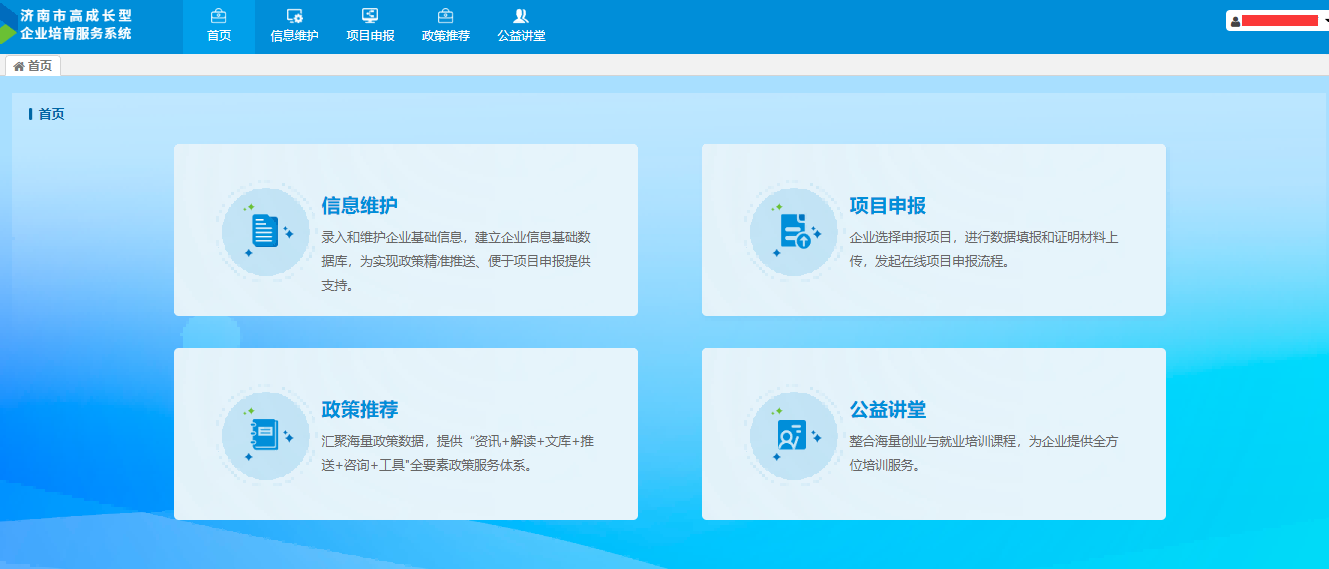 济南市高成长型
企业培育服务系统
首页
信息维护
项目申报
政策推荐
公益讲堂
首页
首页
信息维护
录入和维护企业基础信息，建立企业信息基础数
据库，为实现政策精准推送、便于项目申报提供
支持。
项目申报
企业选择申报项目，进行数据填报和证明材料上
传，发起在线项目申报流程。
政策推荐
汇聚海量政策数据，提供“资讯+解读+文库+推
送+咨询+工具"全要素政策服务体系。
公益讲堂
整合海量创业与就业培训课程，为企业提供全方
位培训服务。